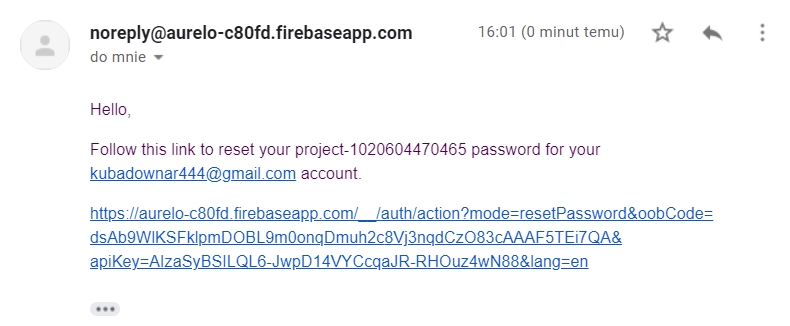 noreply@aurelo-c80fd.firebaseapp.com 16:01 (0 minut temu)
do mnie
Hello,
Follow this link to reset your project-1020604470465 password for your
kubadownar444@gmail.com account.
https://aurelo-c80fd.firebaseapp.com/__/auth/action?mode=resetPassword&oobCode=
dsAb9WlKSFklpmDOBL9m0onqDmuh2c8Vj3nqdCzO83cAAAF5TEi7QA&
apiKey=AIzaSyBSILQL6-JwpD14VYCcqaJR-RHOuz4wN88&lang=en